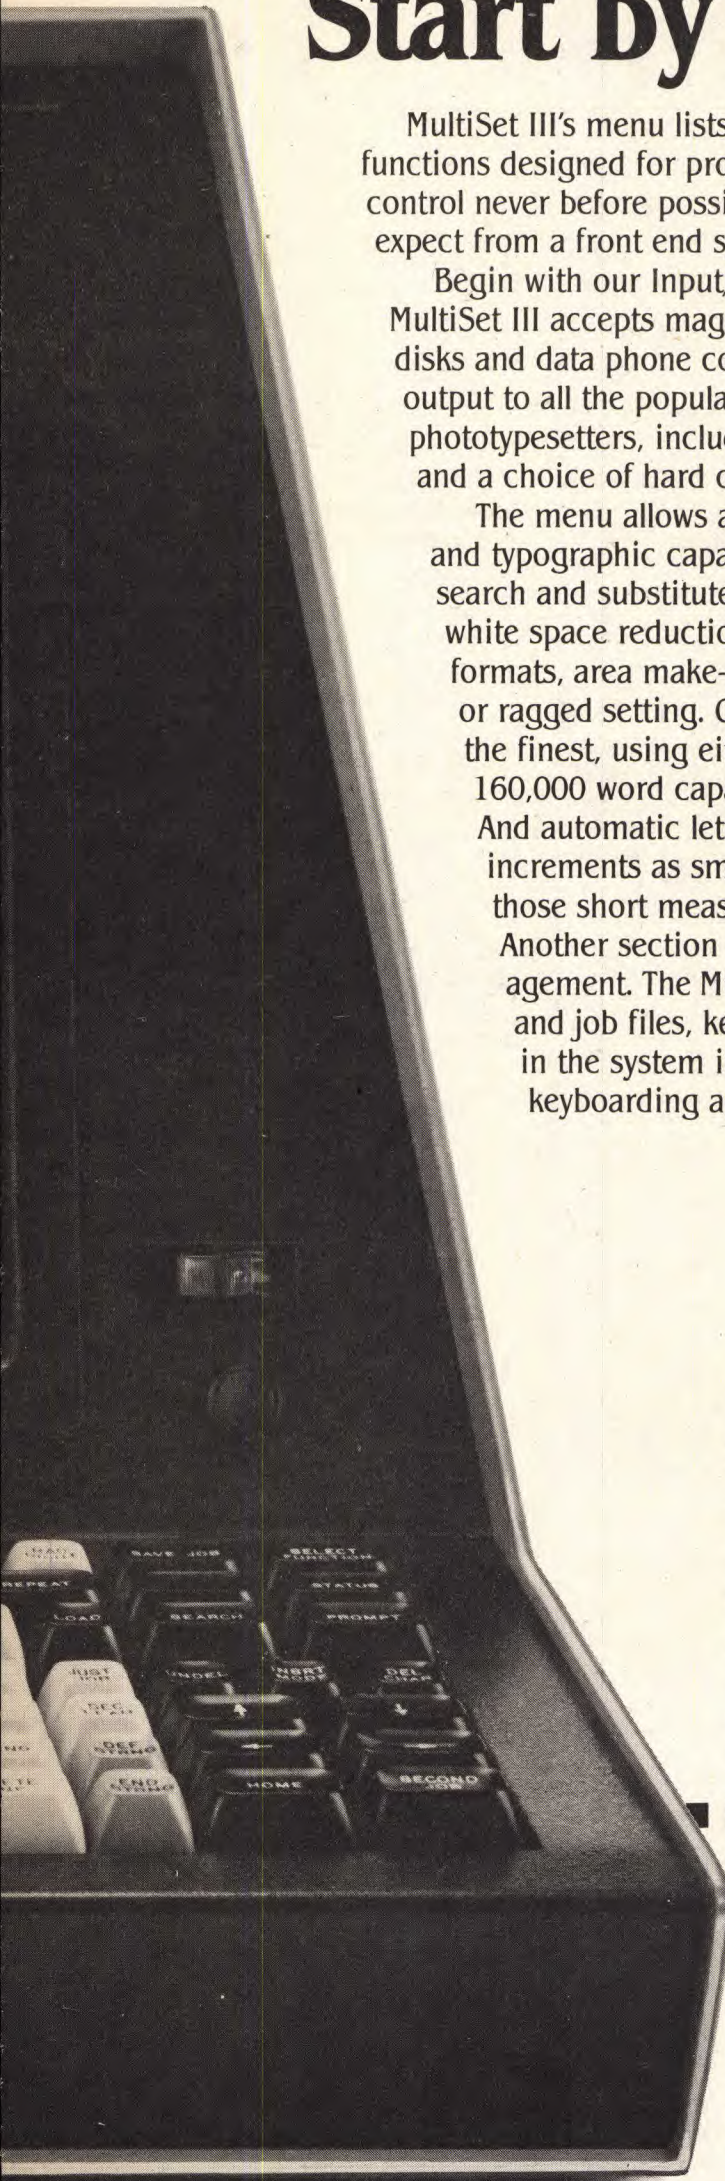 Start by
MultiSet III's menu lists
functions designed for pro
control never before possi
expect from a front end s
Begin with our Input,
MultiSet III accepts mag
disks and data phone co
output to all the popula
phototypesetters, inclu
and a choice of hard c
The menu allows a
and typographic capa
search and substitute
white space reductio
formats, area make-
or ragged setting. O
the finest, using ei
160,000 word capa
And automatic let
increments as sm
those short meas
Another section
agement. The M
and job files, ke
in the system i
keyboarding a
SAVE JOB
SELECT
FUNCTION
REPEAT
STATUS
LOAD
SEARCH
PROMPT
JUST
JOB
UNDEL
INSRT
MODE
DEL
CHAR
DEF
STRNG
END
STRNG
HOME
SECOND
JOB